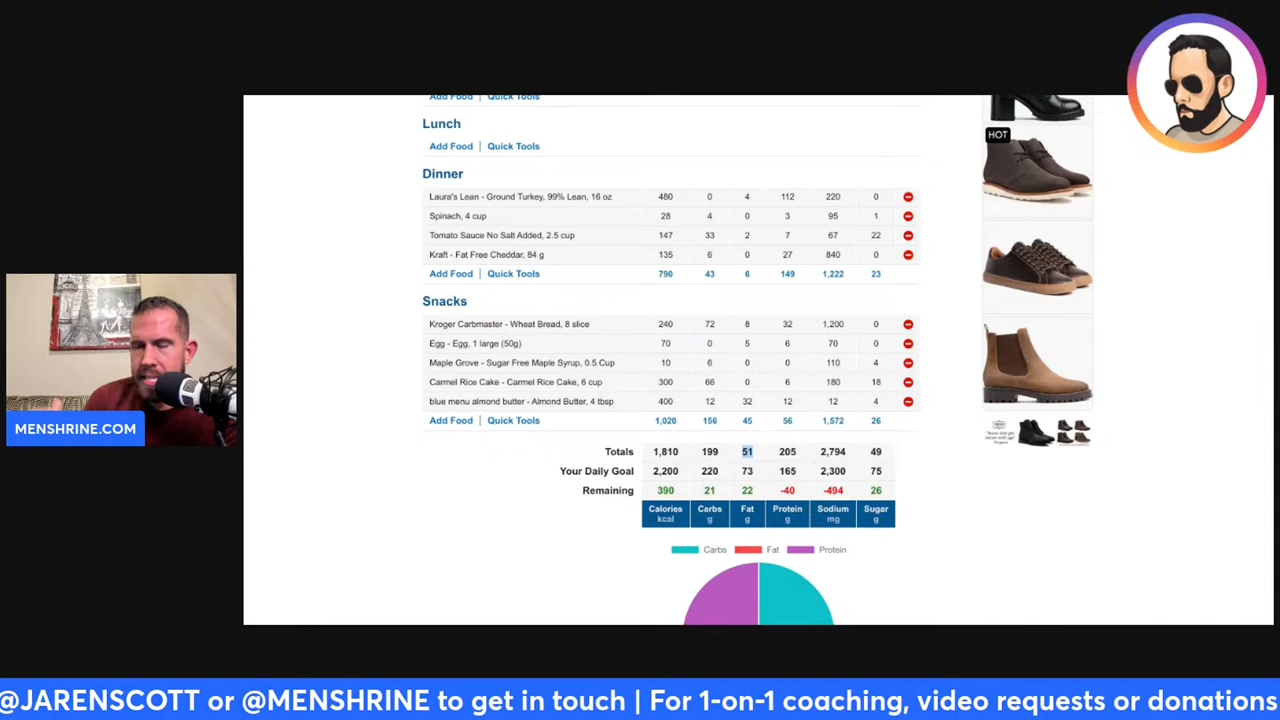 Add Food | Quick Tools
Lunch
HOT
Add Food | Quick Tools
Dinner
Laura's Lean - Ground Turkey, 99% Lean, 16 oz 480 0 4 112 220 0
Spinach, 4 cup 28 4 0 3 95 1
Tomato Sauce No Salt Added, 2.5 cup 147 33 2 7 67 22
Kraft - Fat Free Cheddar, 84 g 135 6 0 27 840 0
Add Food | Quick Tools 790 43 6 149 1,222 23
Snacks
Kroger Carbmaster - Wheat Bread, 8 slice 240 72 8 32 1,200 0
Egg - Egg, 1 large (50g) 70 0 5 6 70 0
Maple Grove - Sugar Free Maple Syrup, 0.5 Cup 10 6 0 0 110 4
Carmel Rice Cake - Carmel Rice Cake, 6 cup 300 66 0 6 180 18
blue menu almond butter - Almond Butter, 4 tbsp 400 12 32 12 12 4
Add Food | Quick Tools 1,020 156 45 56 1,572 26
MENSHRINE.COM
Totals 1,810 199 51 205 2,794 49
Your Daily Goal 2,200 220 73 165 2,300 75
Remaining 390 21 22 -40 -494 26
Calories Carbs Fat Protein Sodium Sugar
kcal g g g mg g
Carbs Fat Protein
@JARENSCOTT or @MENSHRINE to get in touch | For 1-on-1 coaching, video requests or donations